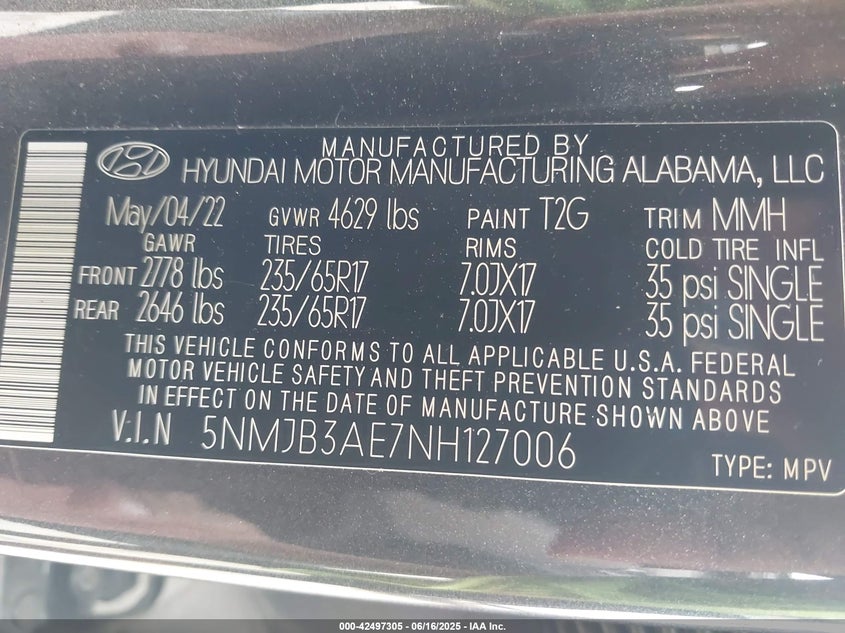 MANUFACTURED BY
HYUNDAI MOTOR MANUFACTURING ALABAMA, LLC
May/04/22 GVWR 4629 lbs PAINT T2G TRIM MMH
GAWR TIRES RIMS COLD TIRE INFL
FRONT 2778 lbs 235/65R17 7.0JX17 35 psi SINGLE
REAR 2646 lbs 235/65R17 7.0JX17 35 psi SINGLE
THIS VEHICLE CONFORMS TO ALL APPLICABLE U.S.A. FEDERAL
MOTOR VEHICLE SAFETY AND THEFT PREVENTION STANDARDS
IN EFFECT ON THE DATE OF MANUFACTURE SHOWN ABOVE
V.I.N 5NMJB3AE7NH127006
TYPE: MPV
000-42497305 - 06/16/2025 - IAA Inc.